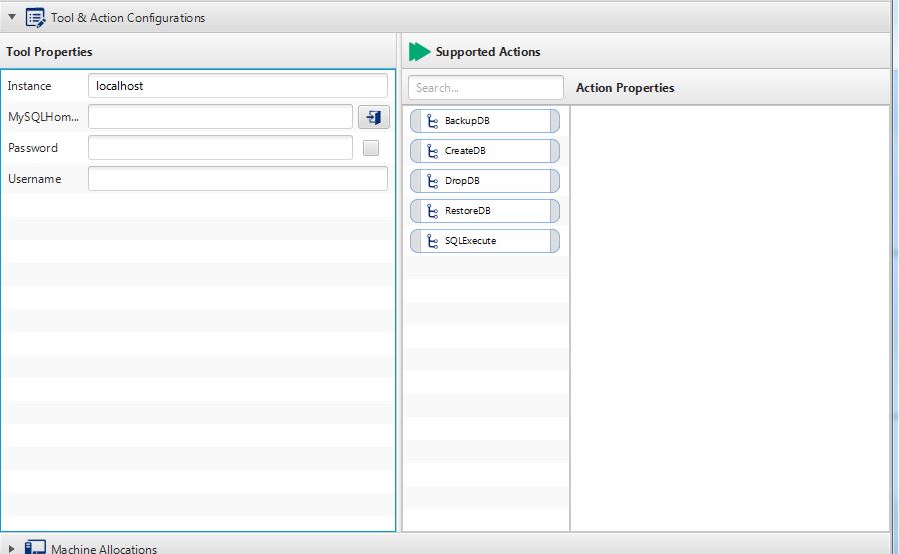 Tool & Action Configurations
Tool Properties
Supported Actions
Instance
localhost
MySQLHom...
Password
Username
Search...
Action Properties
BackupDB
CreateDB
DropDB
RestoreDB
SQLExecute
Machine Allocations